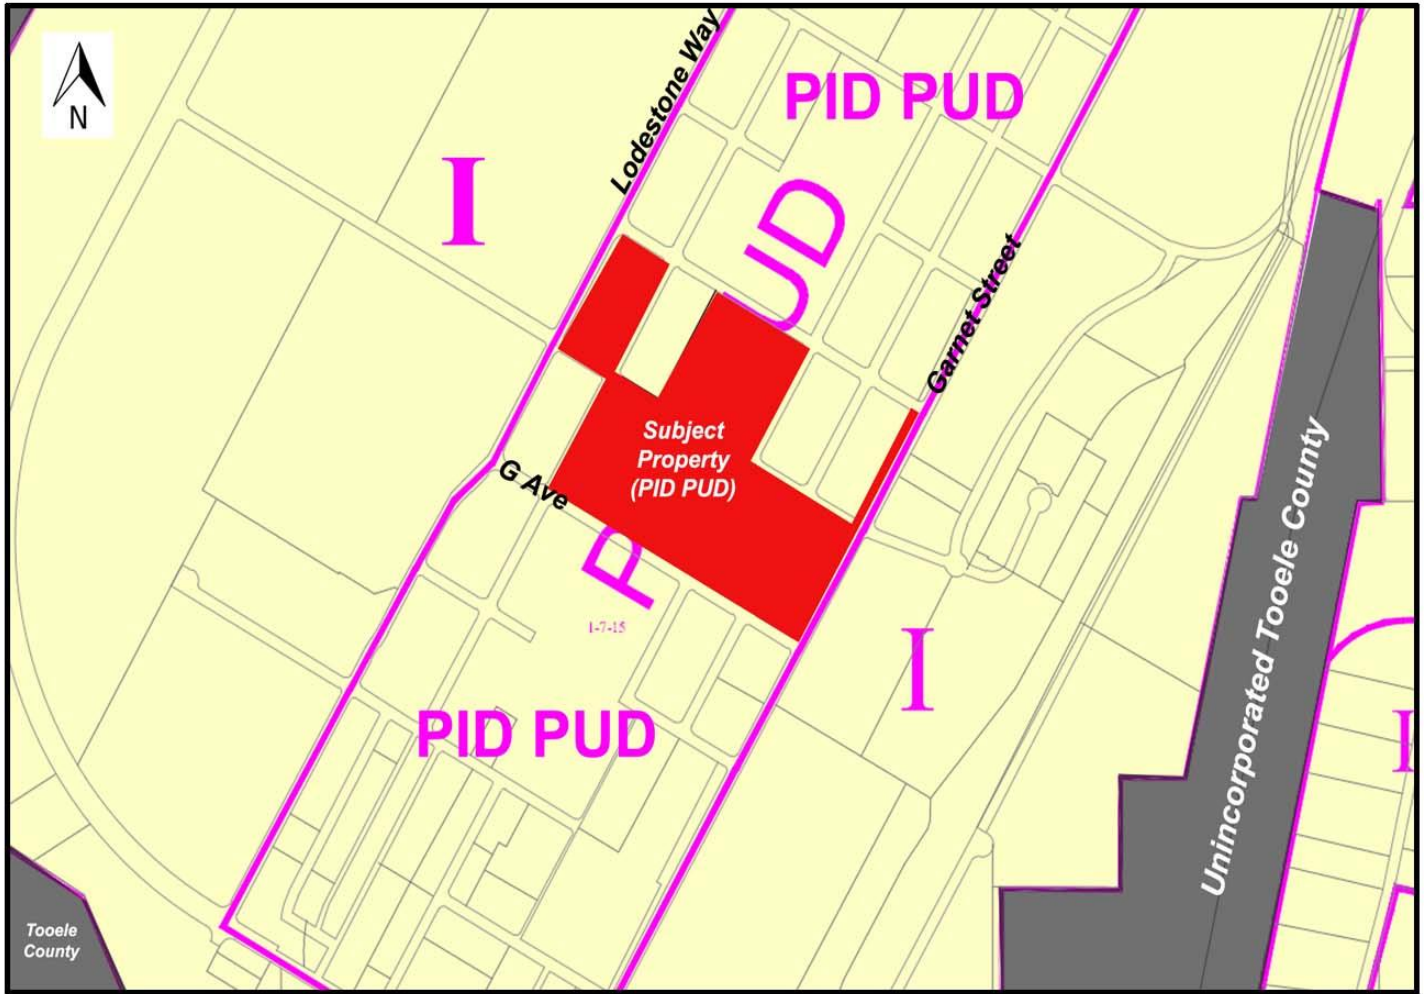 N
Lodestone Way
PID PUD
I
UD
Garnet Street
Subject
Property
(PID PUD)
G Ave
P
1-7-15
I
PID PUD
Unincorporated Tooele County
Tooele
County